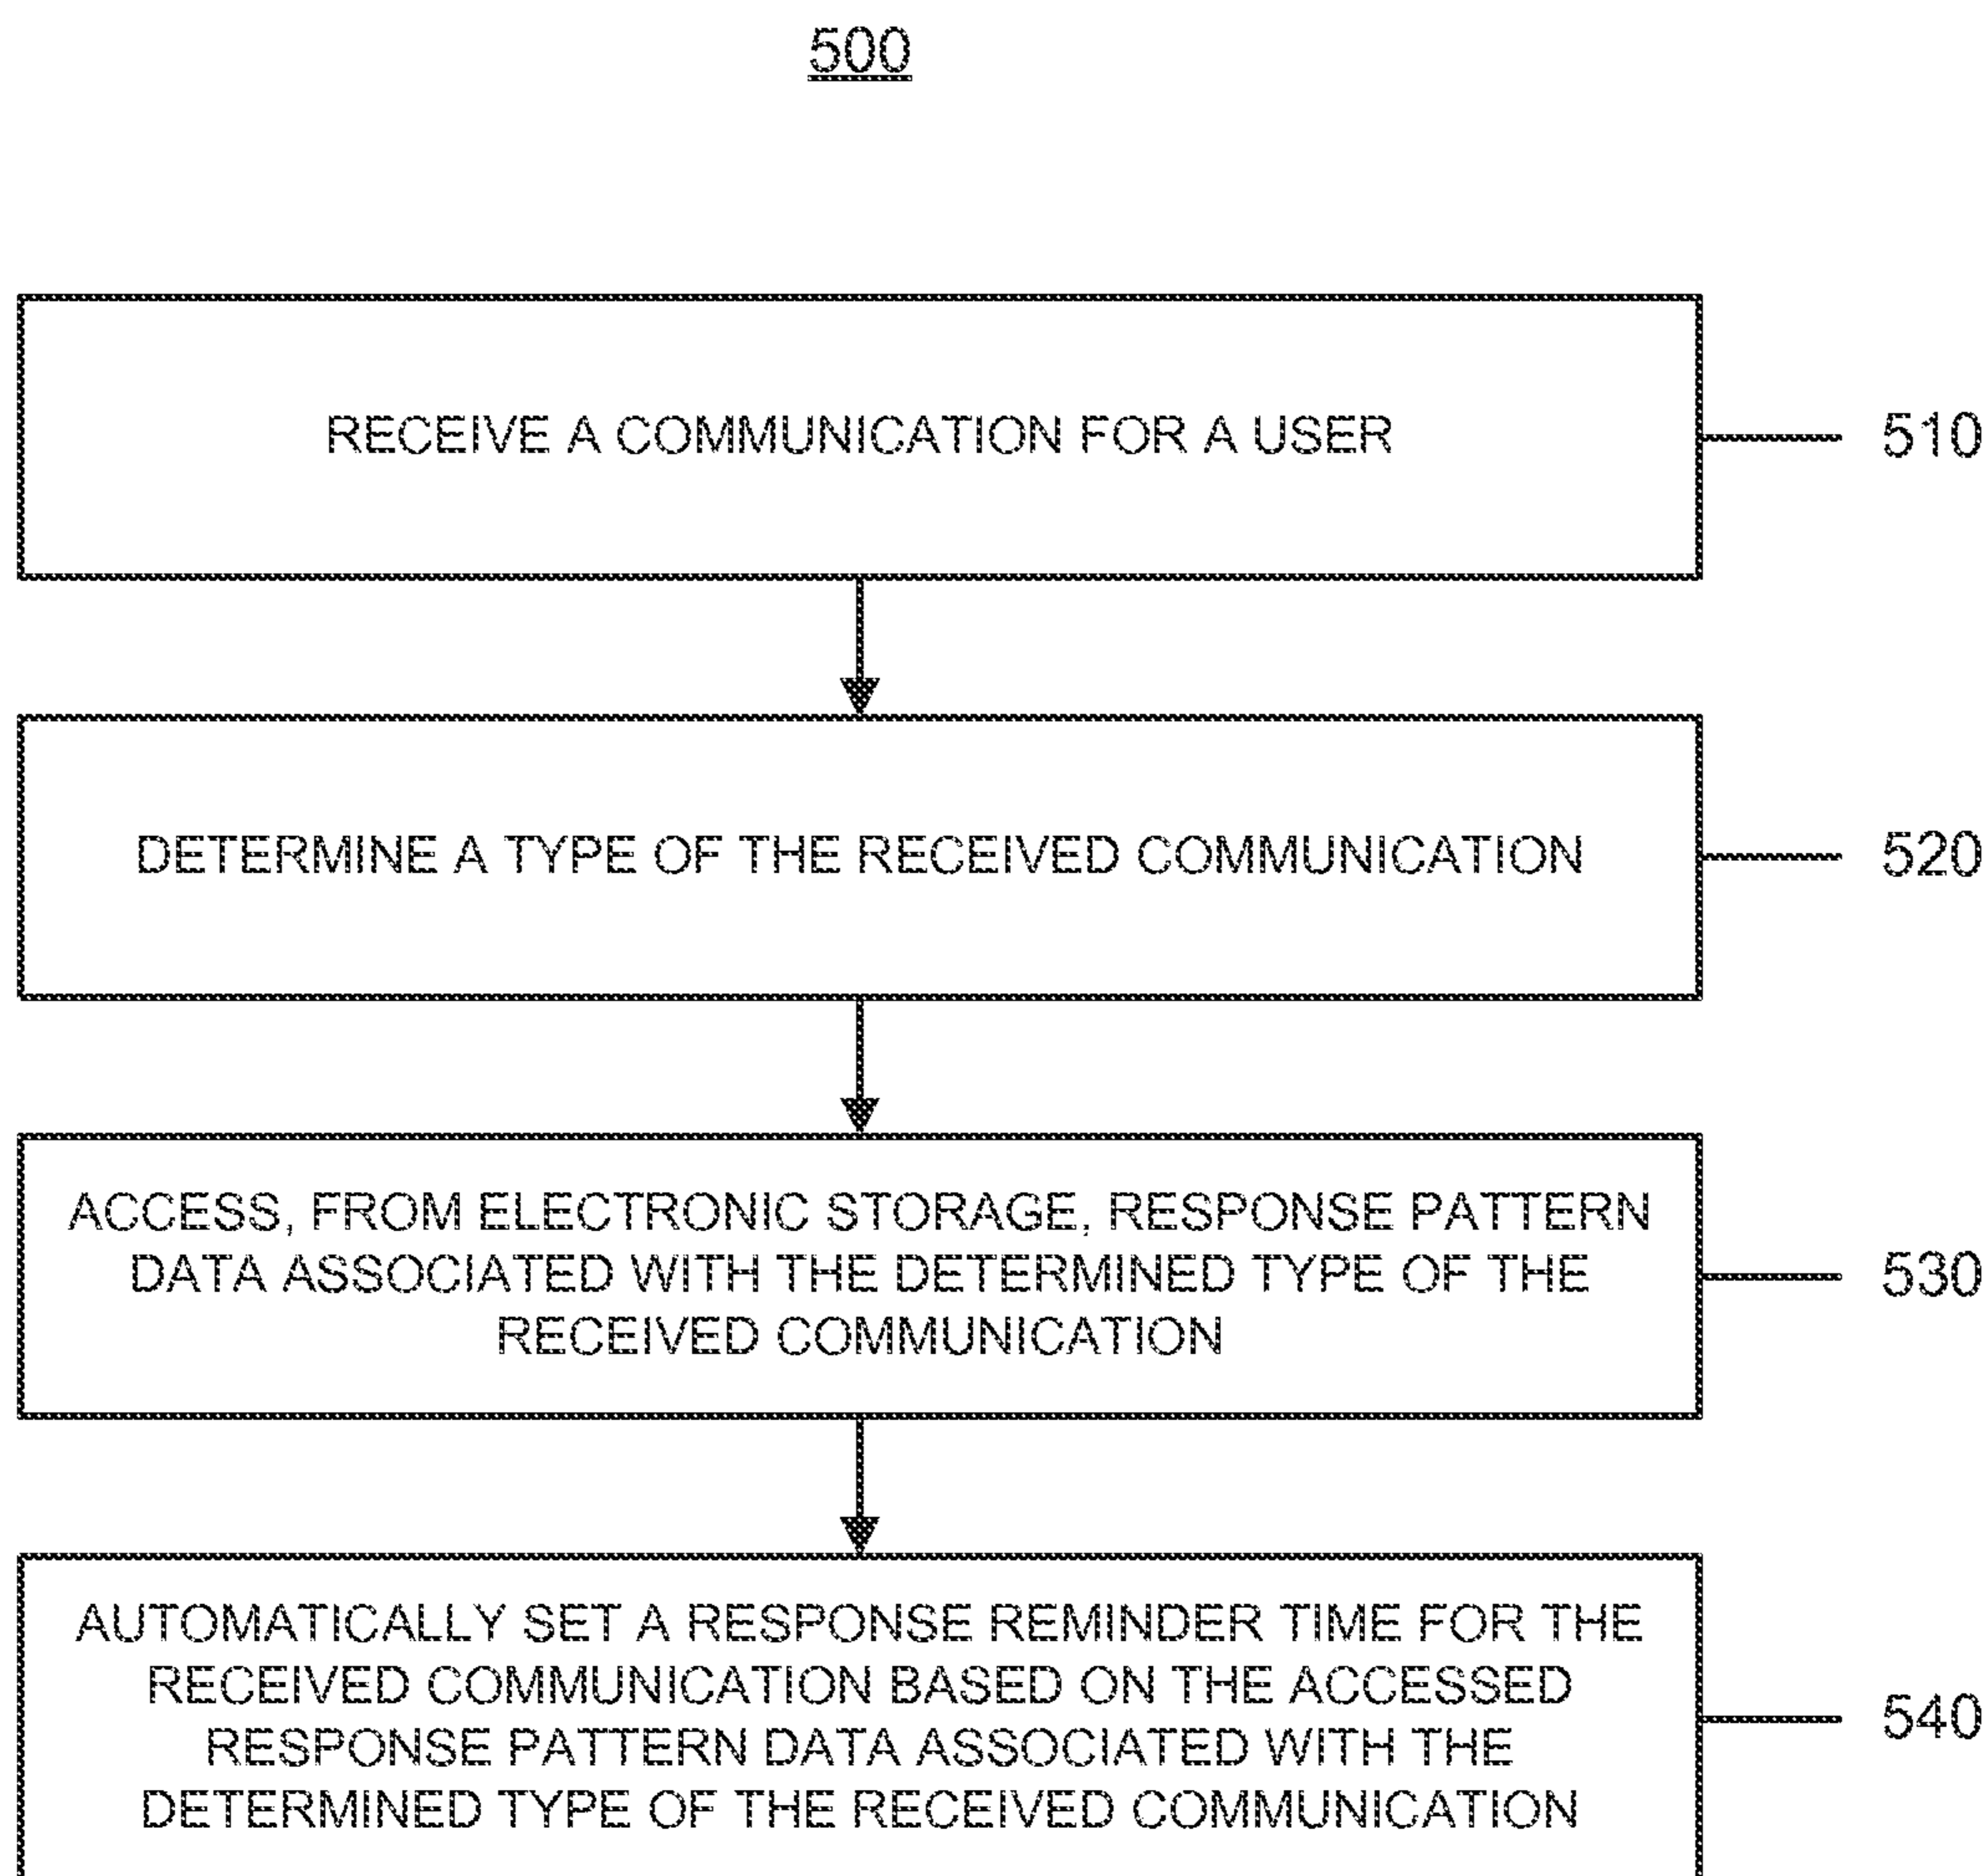 500
RECEIVE A COMMUNICATION FOR A USER
510
DETERMINE A TYPE OF THE RECEIVED COMMUNICATION
520
ACCESS, FROM ELECTRONIC STORAGE, RESPONSE PATTERN
DATA ASSOCIATED WITH THE DETERMINED TYPE OF THE
RECEIVED COMMUNICATION
530
AUTOMATICALLY SET A RESPONSE REMINDER TIME FOR THE
RECEIVED COMMUNICATION BASED ON THE ACCESSED
RESPONSE PATTERN DATA ASSOCIATED WITH THE
DETERMINED TYPE OF THE RECEIVED COMMUNICATION
540